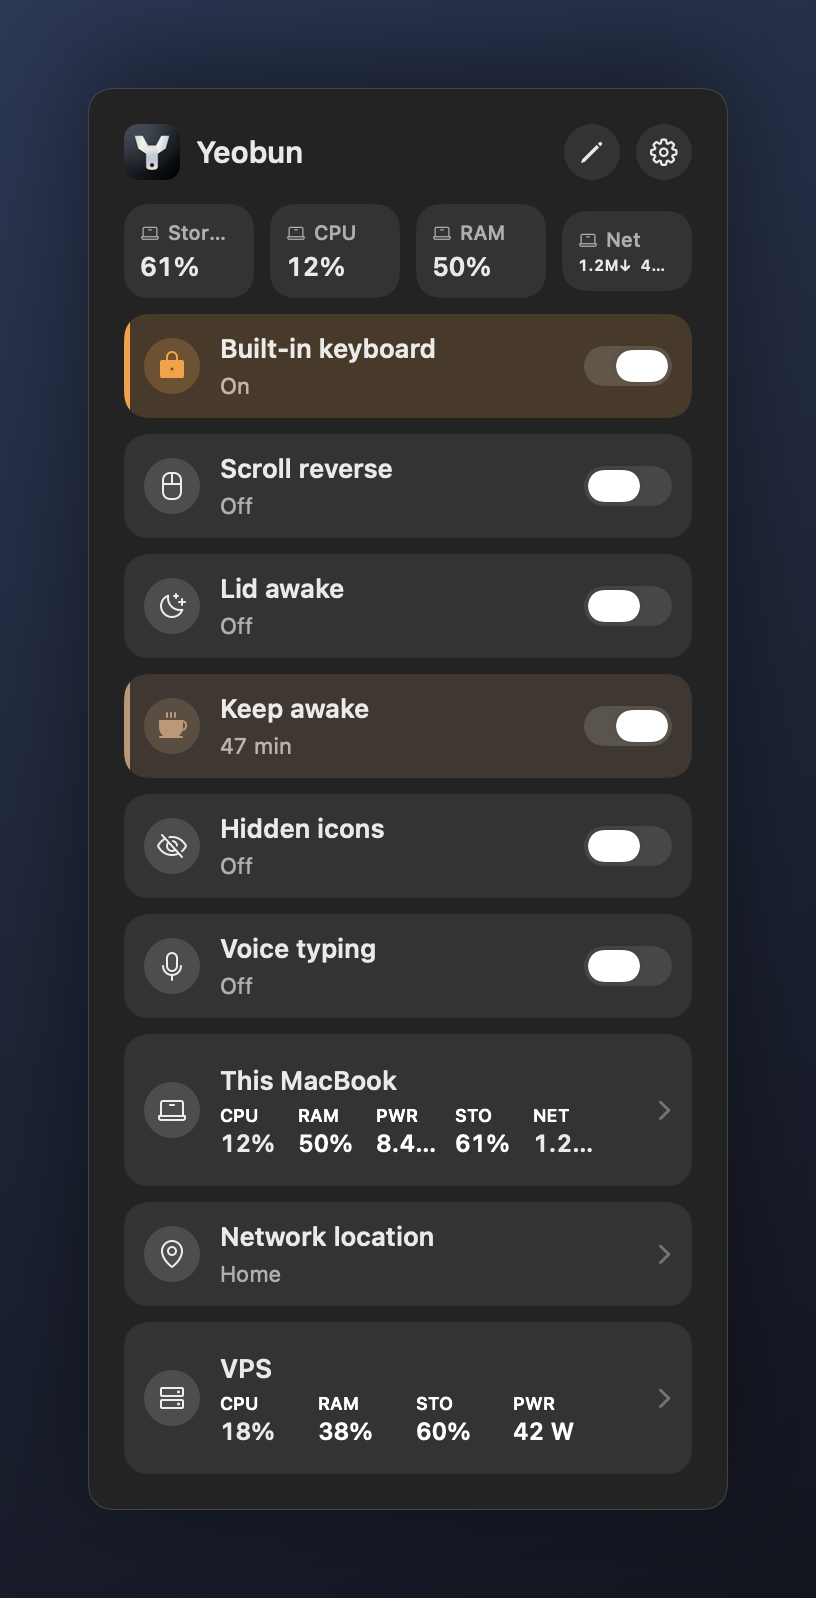 Yeobun
Stor... CPU RAM Net
61% 12% 50% 1.2M↓ 4...
Built-in keyboard
On
Scroll reverse
Off
Lid awake
Off
Keep awake
47 min
Hidden icons
Off
Voice typing
Off
This MacBook
CPU RAM PWR STO NET
12% 50% 8.4... 61% 1.2...
Network location
Home
VPS
CPU RAM STO PWR
18% 38% 60% 42 W